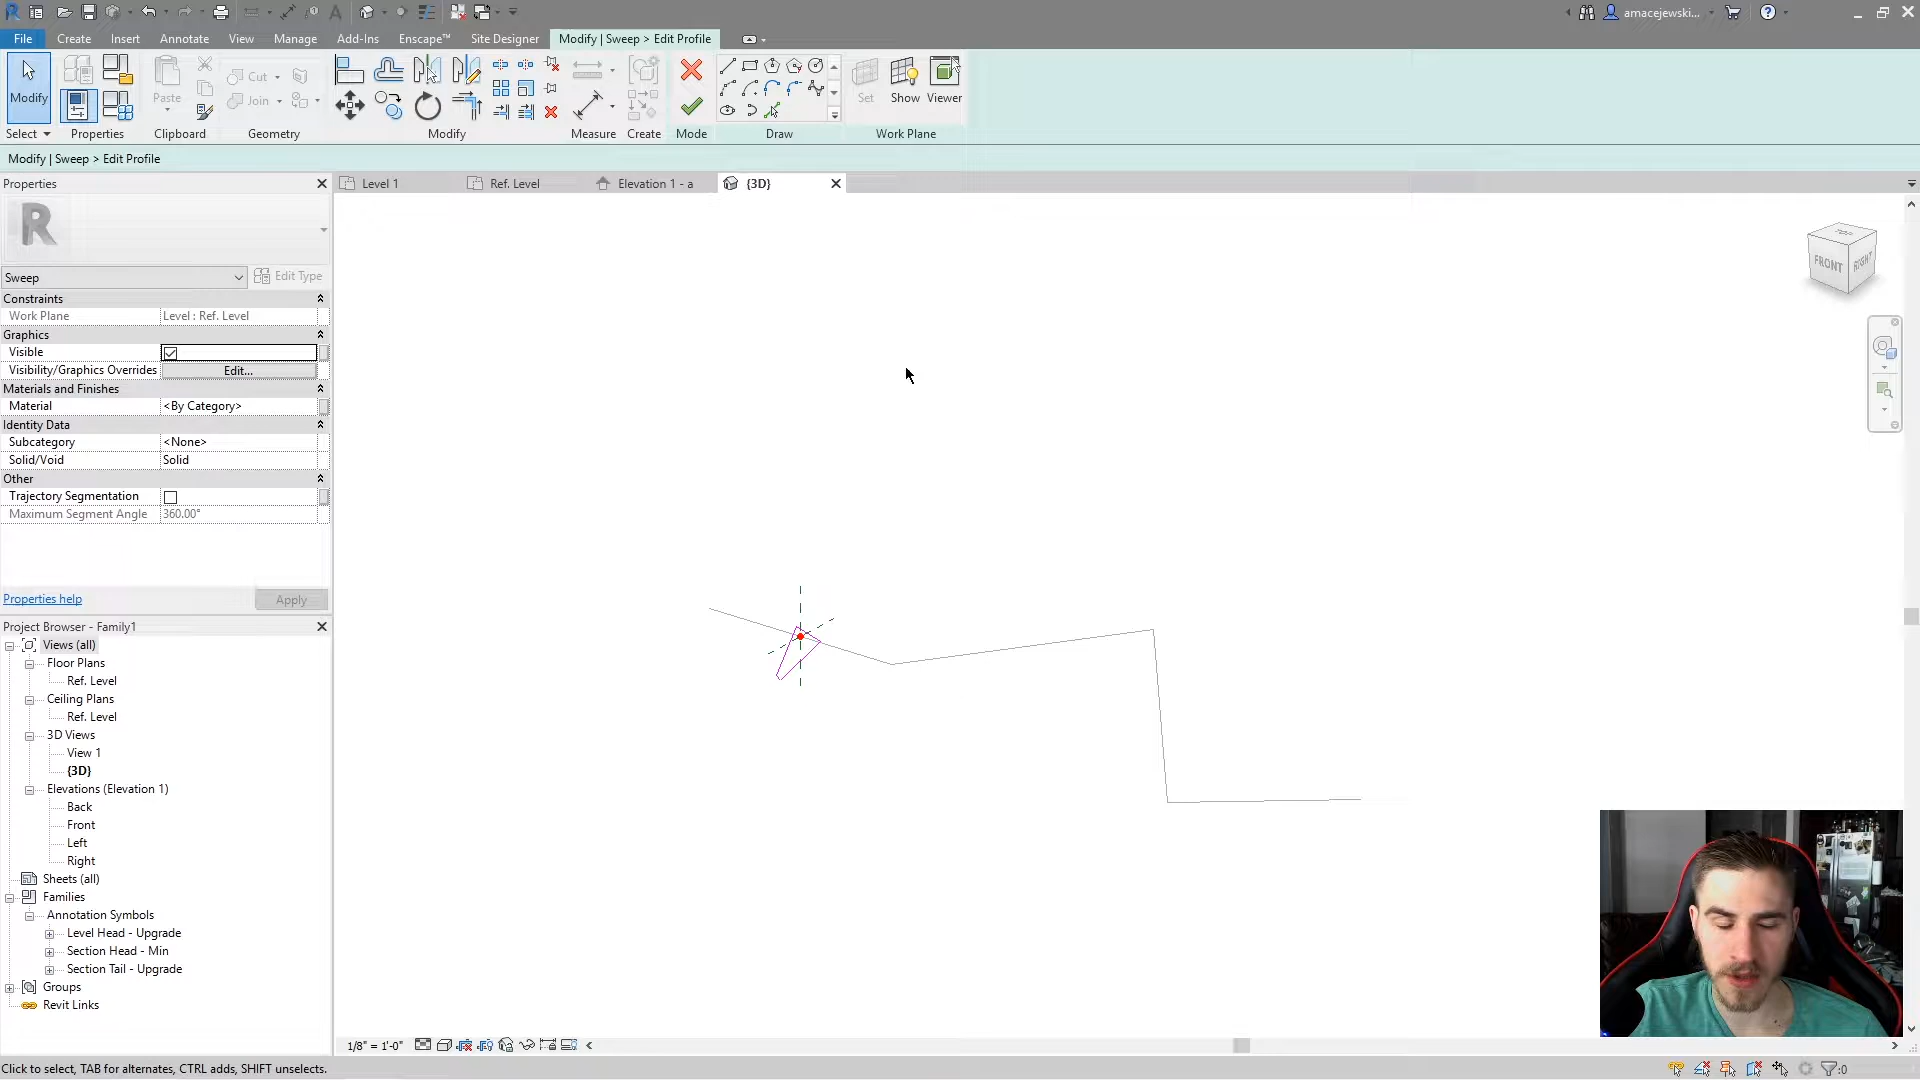 amacejewski...
File Create Insert Annotate View Manage Add-Ins Enscape™ Site Designer Modify | Sweep > Edit Profile
Modify Paste Cut Join Set Show Viewer
Select Properties Clipboard Geometry Modify Measure Create Mode Draw Work Plane
Modify | Sweep > Edit Profile
Properties
Level 1 Ref. Level Elevation 1 - a {3D}
R
Sweep Edit Type
Constraints
Work Plane Level : Ref. Level
Graphics
Visible
Visibility/Graphics Overrides Edit...
Materials and Finishes
Material <By Category>
Identity Data
Subcategory <None>
Solid/Void Solid
Other
Trajectory Segmentation
Maximum Segment Angle 360.00°
Properties help Apply
Project Browser - Family1
Views (all)
Floor Plans
Ref. Level
Ceiling Plans
Ref. Level
3D Views
View 1
{3D}
Elevations (Elevation 1)
Back
Front
Left
Right
Sheets (all)
Families
Annotation Symbols
Level Head - Upgrade
Section Head - Min
Section Tail - Upgrade
Groups
Revit Links
TOP
FRONT RIGHT
1/8" = 1'-0"
Click to select, TAB for alternates, CTRL adds, SHIFT unselects.
:0